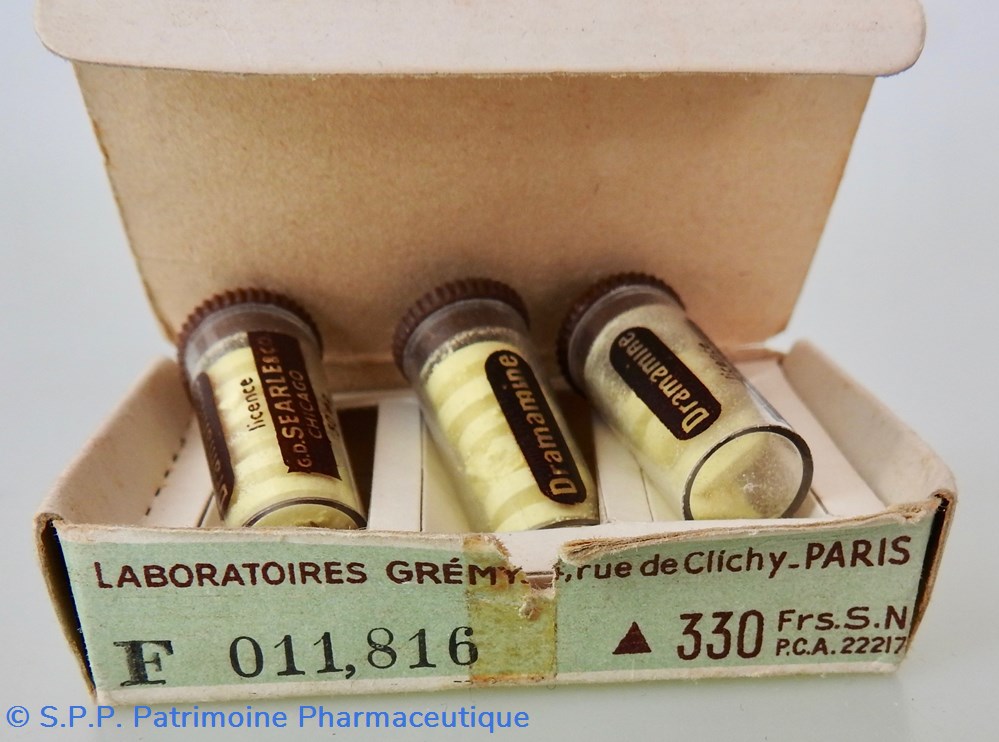 licence
G.D. SEARLE & CO
CHICAGO
Dramamine
Dramamine
LABORATOIRES GRÉMY
rue de Clichy_PARIS
F 011,816
▲ 330 Frs.S.N
P.C.A. 22217
© S.P.P. Patrimoine Pharmaceutique